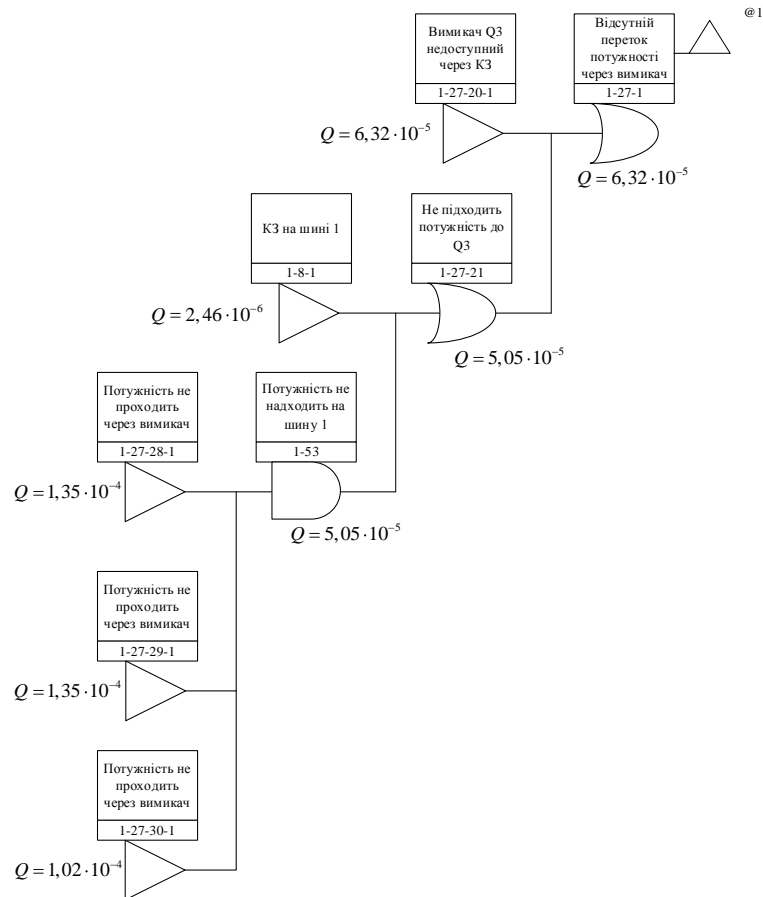 @1
Вимикач Q3
недоступний
через КЗ
1-27-20-1
Q = 6,32·10⁻⁵
Відсутній
переток
потужності
через вимикач
1-27-1
Q = 6,32·10⁻⁵
КЗ на шині 1
1-8-1
Q = 2,46·10⁻⁶
Не підходить
потужність до
Q3
1-27-21
Q = 5,05·10⁻⁵
Потужність не
проходить
через вимикач
1-27-28-1
Q = 1,35·10⁻⁴
Потужність не
надходить на
шину 1
1-53
Q = 5,05·10⁻⁵
Потужність не
проходить
через вимикач
1-27-29-1
Q = 1,35·10⁻⁴
Потужність не
проходить
через вимикач
1-27-30-1
Q = 1,02·10⁻⁴